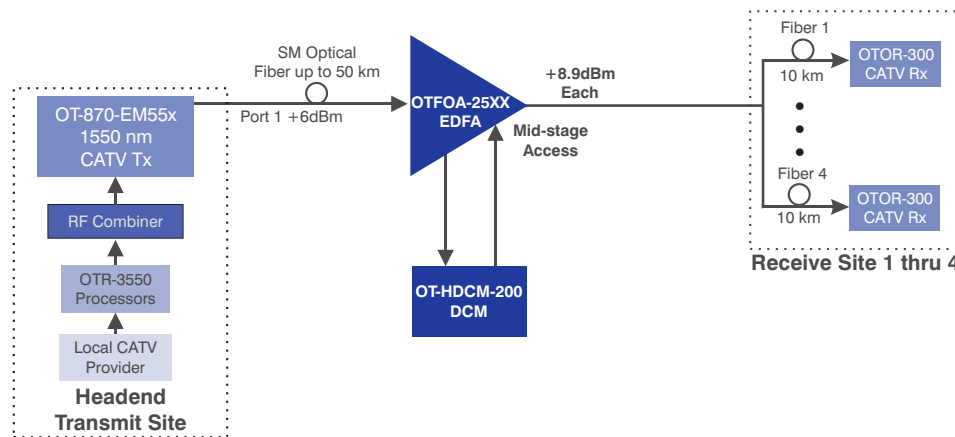 SM Optical
Fiber up to 50 km
Port 1 +6dBm
OT-870-EM55x
1550 nm
CATV Tx
RF Combiner
OTR-3550
Processors
Local CATV
Provider
Headend
Transmit Site
OTFOA-25XX
EDFA
+8.9dBm
Each
Mid-stage
Access
OT-HDCM-200
DCM
Fiber 1
10 km
OTOR-300
CATV Rx
Fiber 4
10 km
OTOR-300
CATV Rx
Receive Site 1 thru 4